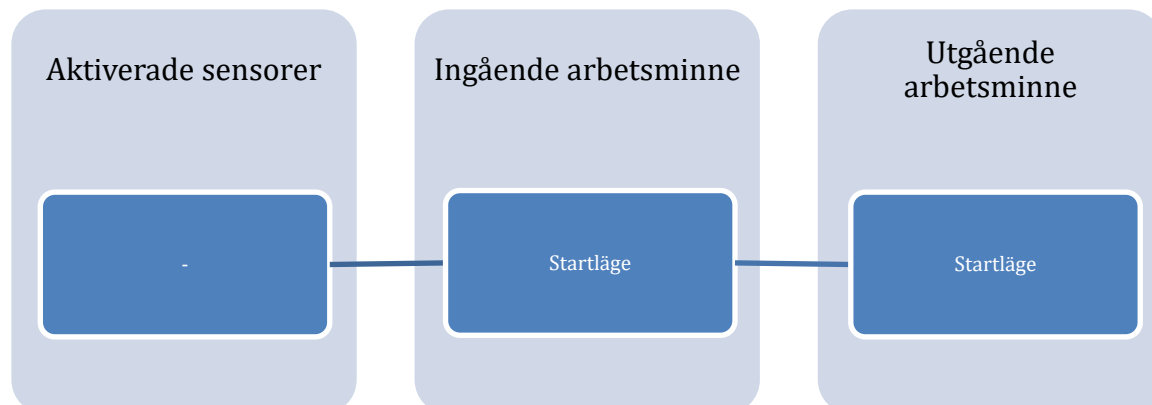 Aktiverade sensorer
Ingående arbetsminne
Utgående
arbetsminne
-
Startläge
Startläge